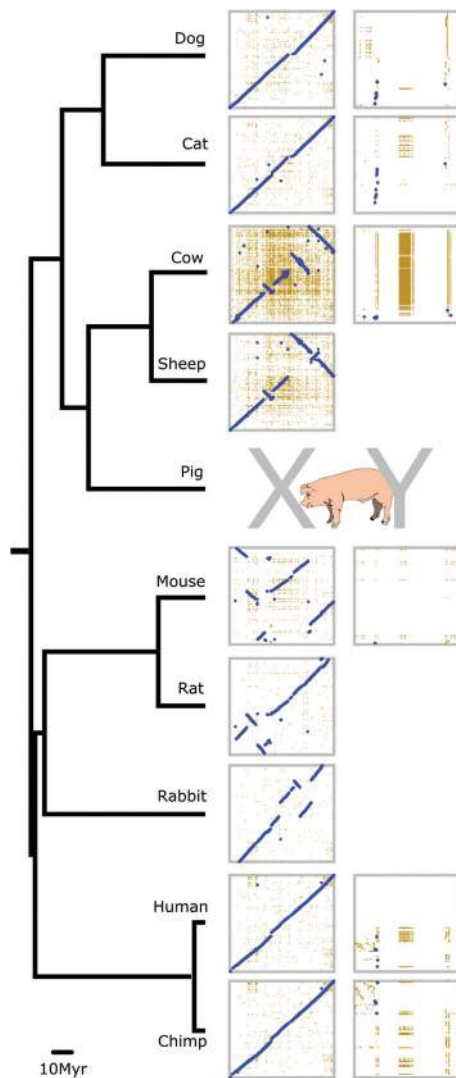 Dog
Cat
Cow
Sheep
Pig
X Y
Mouse
Rat
Rabbit
Human
Chimp
10Myr